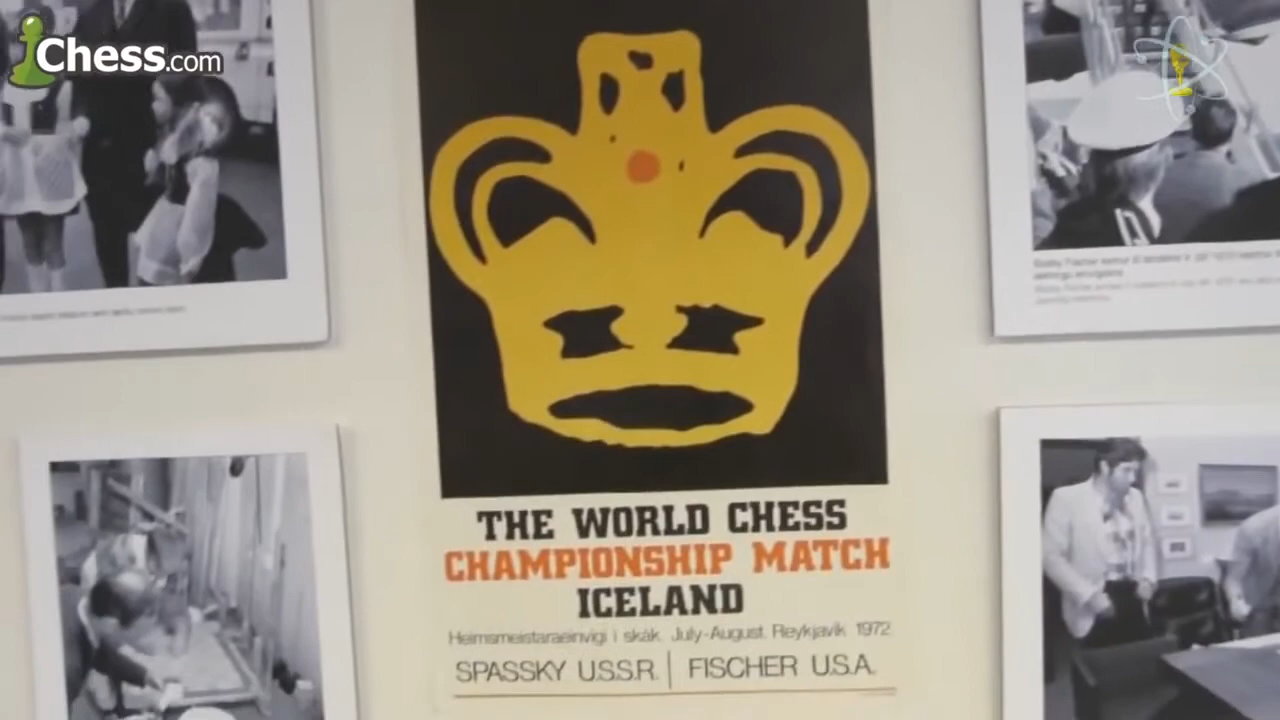 Chess.com
THE WORLD CHESS
CHAMPIONSHIP MATCH
ICELAND
Heimsmeistaraeinvígi í skák. July-August. Reykjavík 1972
SPASSKY U.S.S.R. FISCHER U.S.A.